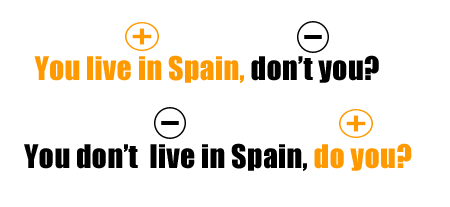 + −
You live in Spain, don’t you?
− +
You don’t live in Spain, do you?